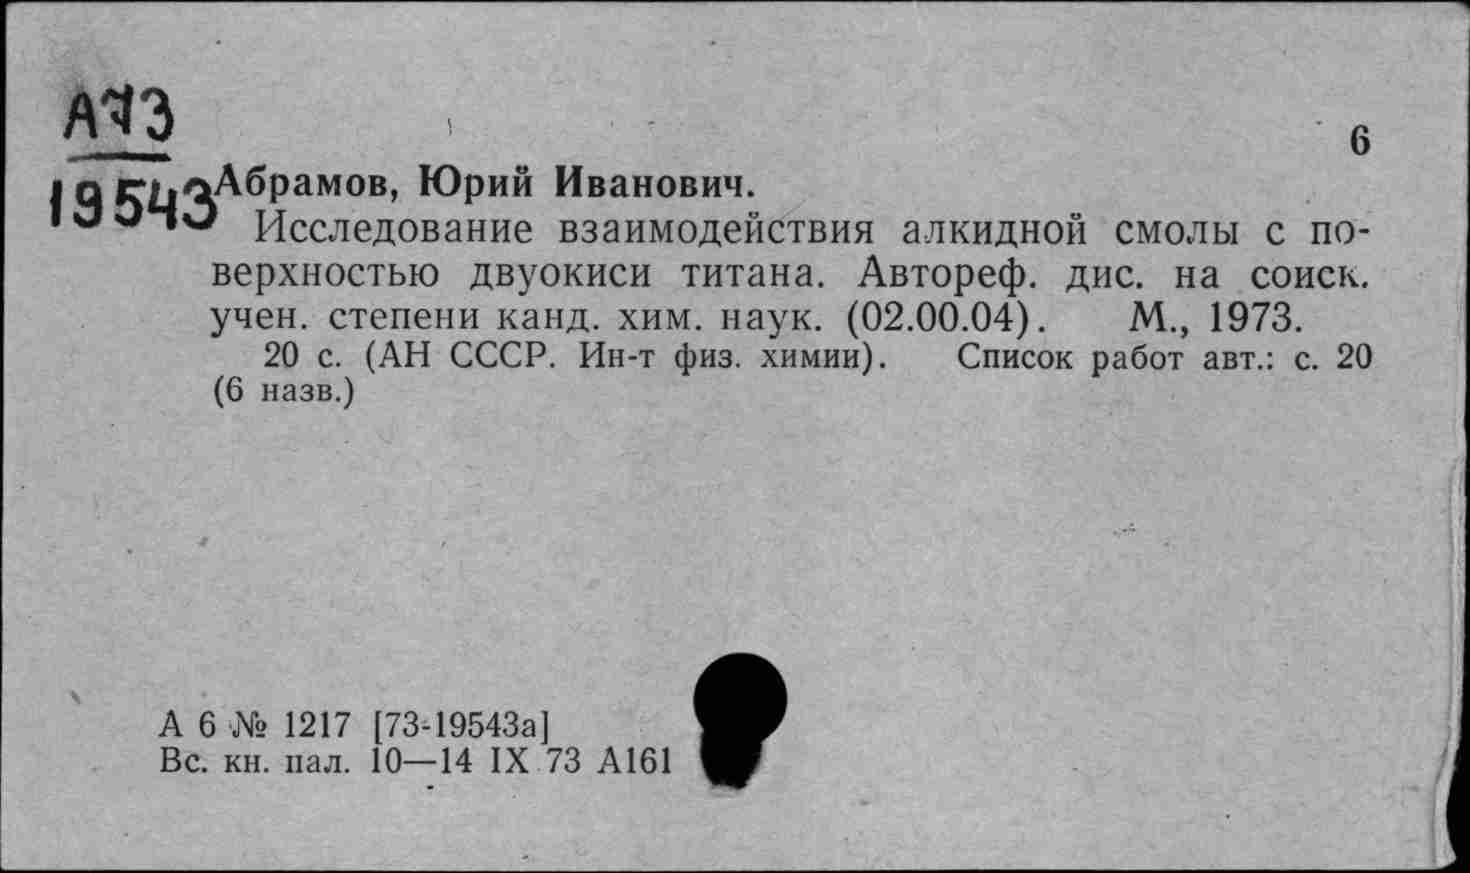 А73
6
19543
Абрамов, Юрий Иванович.
Исследование взаимодействия алкидной смолы с по-
верхностью двуокиси титана. Автореф. дис. на соиск.
учен. степени канд. хим. наук. (02.00.04). М., 1973.
20 с. (АН СССР. Ин-т физ. химии). Список работ авт.: с. 20
(6 назв.)
А 6 № 1217 [73-19543а]
Вс. кн. пал. 10—14 IX 73 А161